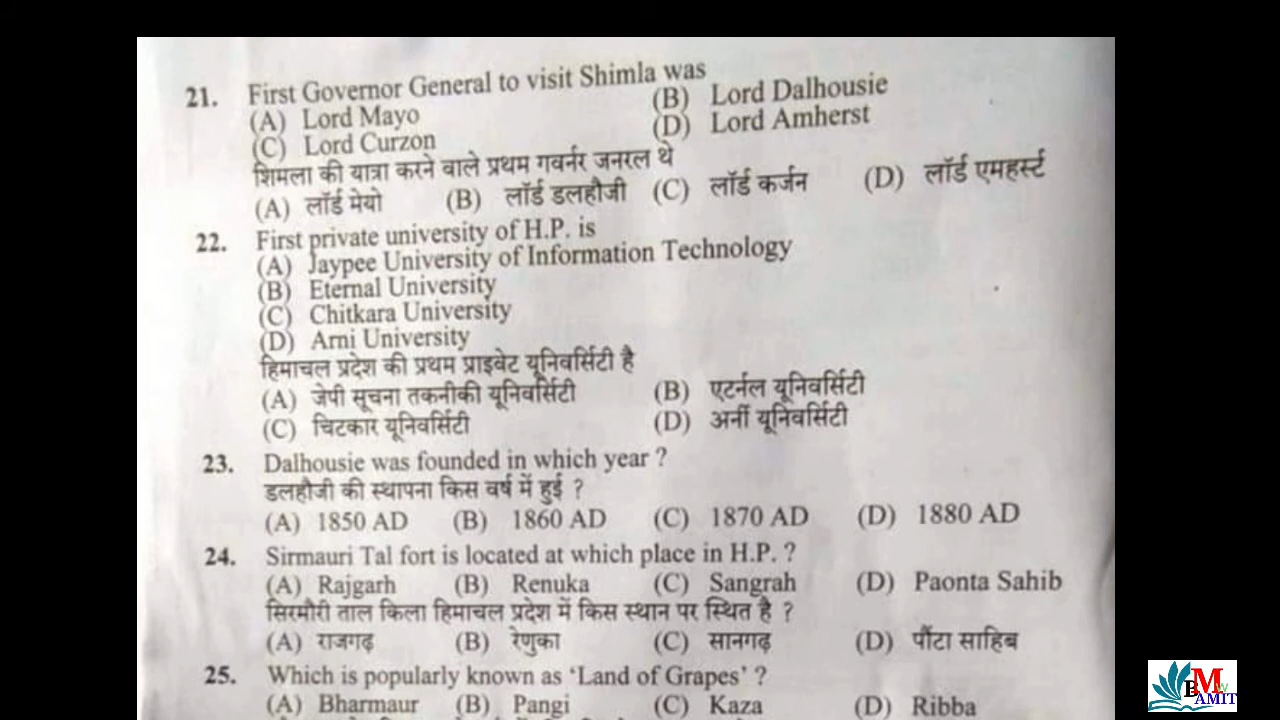 21. First Governor General to visit Shimla was
(A) Lord Mayo (B) Lord Dalhousie
(C) Lord Curzon (D) Lord Amherst
शिमला की यात्रा करने वाले प्रथम गवर्नर जनरल थे
(A) लॉर्ड मेयो (B) लॉर्ड डलहौजी (C) लॉर्ड कर्जन (D) लॉर्ड एमहर्स्ट
22. First private university of H.P. is
(A) Jaypee University of Information Technology
(B) Eternal University
(C) Chitkara University
(D) Arni University
हिमाचल प्रदेश की प्रथम प्राइवेट यूनिवर्सिटी है
(A) जेपी सूचना तकनीकी यूनिवर्सिटी (B) एटर्नल यूनिवर्सिटी
(C) चिटकार यूनिवर्सिटी (D) अर्नी यूनिवर्सिटी
23. Dalhousie was founded in which year ?
डलहौजी की स्थापना किस वर्ष में हुई ?
(A) 1850 AD (B) 1860 AD (C) 1870 AD (D) 1880 AD
24. Sirmauri Tal fort is located at which place in H.P. ?
(A) Rajgarh (B) Renuka (C) Sangrah (D) Paonta Sahib
सिरमौरी ताल किला हिमाचल प्रदेश में किस स्थान पर स्थित है ?
(A) राजगढ़ (B) रेणुका (C) सानगढ़ (D) पौंटा साहिब
25. Which is popularly known as ‘Land of Grapes’ ?
(A) Bharmaur (B) Pangi (C) Kaza (D) Ribba
AMIT